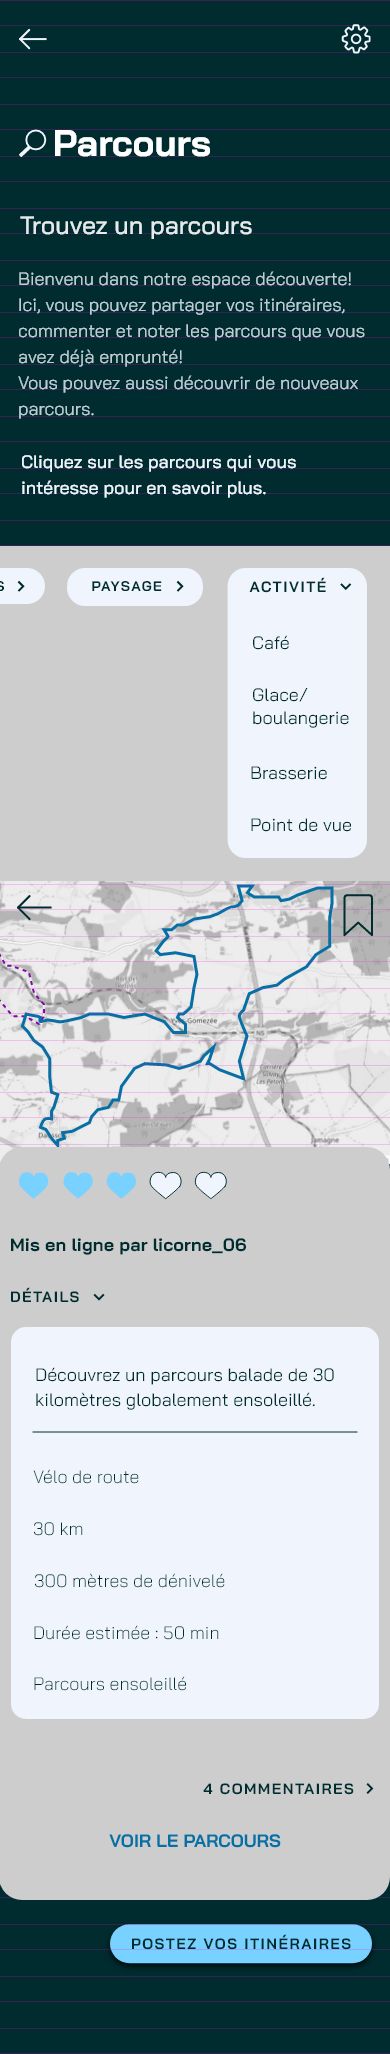 Parcours
Trouvez un parcours
Bienvenu dans notre espace découverte!
Ici, vous pouvez partager vos itinéraires,
commenter et noter les parcours que vous
avez déjà emprunté!
Vous pouvez aussi découvrir de nouveaux
parcours.
Cliquez sur les parcours qui vous
intéresse pour en savoir plus.
S
PAYSAGE
ACTIVITÉ
Café
Glace/
boulangerie
Brasserie
Point de vue
Yves-Gomezée
N5
Mis en ligne par licorne_06
DÉTAILS
Découvrez un parcours balade de 30
kilomètres globalement ensoleillé.
Vélo de route
30 km
300 mètres de dénivelé
Durée estimée : 50 min
Parcours ensoleillé
4 COMMENTAIRES
VOIR LE PARCOURS
POSTEZ VOS ITINÉRAIRES